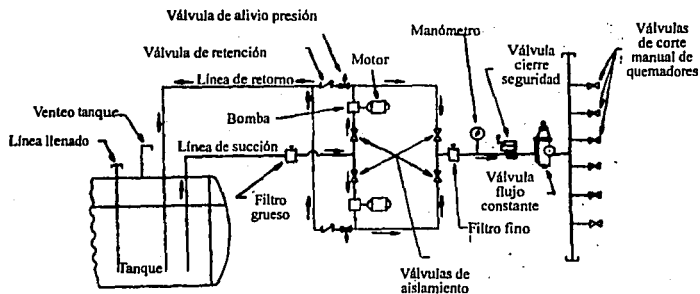 Válvula de alivio presión
Válvula de retención
Línea de retorno
Motor
Manómetro
Válvula
cierre
seguridad
Válvulas
de corte
manual de
quemadores
Venteo tanque
Línea llenado
Bomba
Línea de succión
Filtro
grueso
Válvula
flujo
constante
Filtro fino
Tanque
Válvulas de
aislamiento